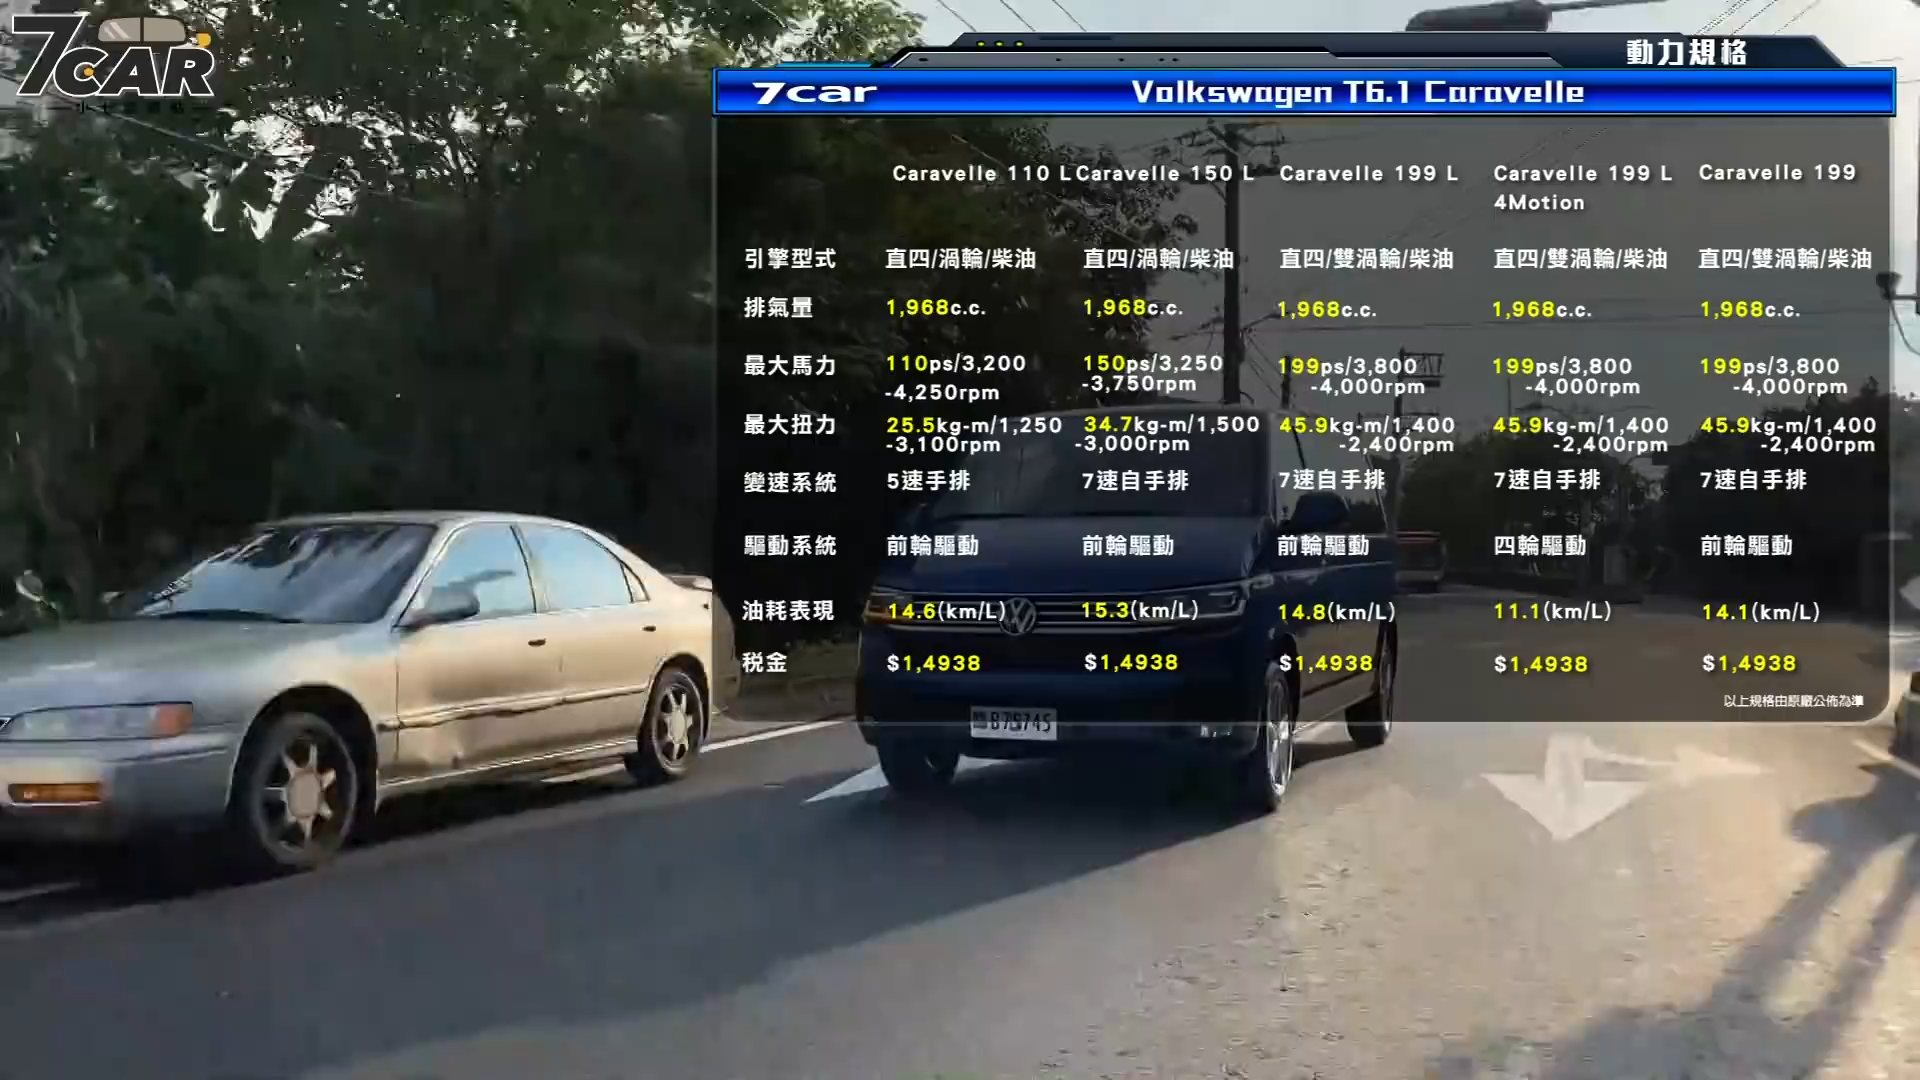 7CAR
動力規格
7car Volkswagen T6.1 Caravelle
Caravelle 110 L Caravelle 150 L Caravelle 199 L Caravelle 199 L 4Motion Caravelle 199
引擎型式 直四/渦輪/柴油 直四/渦輪/柴油 直四/雙渦輪/柴油 直四/雙渦輪/柴油 直四/雙渦輪/柴油
排氣量 1,968c.c. 1,968c.c. 1,968c.c. 1,968c.c. 1,968c.c.
最大馬力 110ps/3,200-4,250rpm 150ps/3,250-3,750rpm 199ps/3,800-4,000rpm 199ps/3,800-4,000rpm 199ps/3,800-4,000rpm
最大扭力 25.5kg-m/1,250-3,100rpm 34.7kg-m/1,500-3,000rpm 45.9kg-m/1,400-2,400rpm 45.9kg-m/1,400-2,400rpm 45.9kg-m/1,400-2,400rpm
變速系統 5速手排 7速自手排 7速自手排 7速自手排 7速自手排
驅動系統 前輪驅動 前輪驅動 前輪驅動 四輪驅動 前輪驅動
油耗表現 14.6(km/L) 15.3(km/L) 14.8(km/L) 11.1(km/L) 14.1(km/L)
税金 $1,4938 $1,4938 $1,4938 $1,4938 $1,4938
以上規格由原廠公佈為準